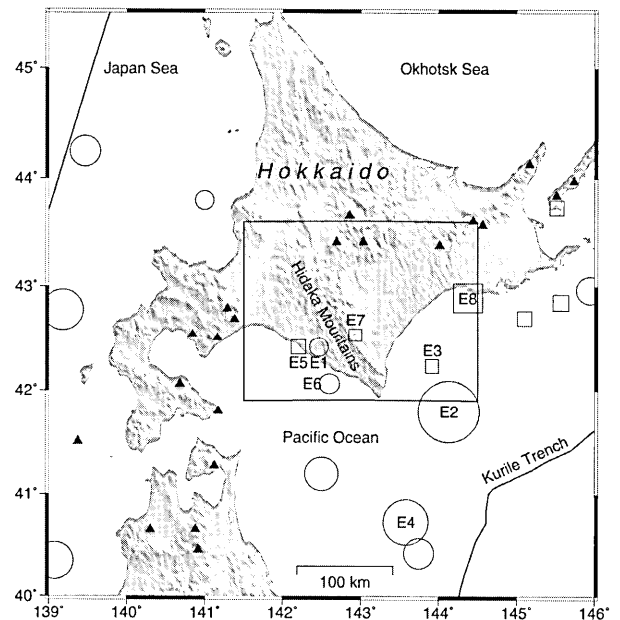 45°
Japan Sea
Okhotsk Sea
44°
Hokkaido
43°
Hidaka Mountains
E8
E7
E5
E1
E3
42°
E6
E2
Pacific Ocean
Kurile Trench
41°
E4
100 km
40°
139°
140°
141°
142°
143°
144°
145°
146°